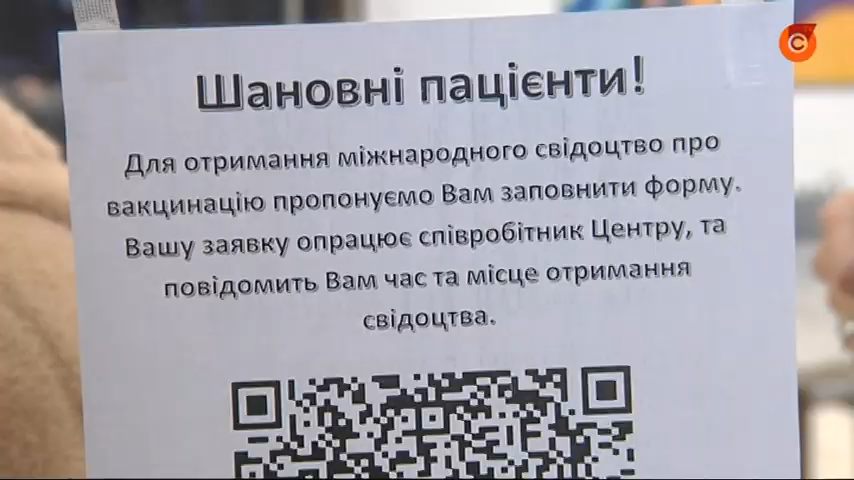 Шановні пацієнти!
Для отримання міжнародного свідоцтво про
вакцинацію пропонуємо Вам заповнити форму.
Вашу заявку опрацює співробітник Центру, та
повідомить Вам час та місце отримання
свідоцтва.